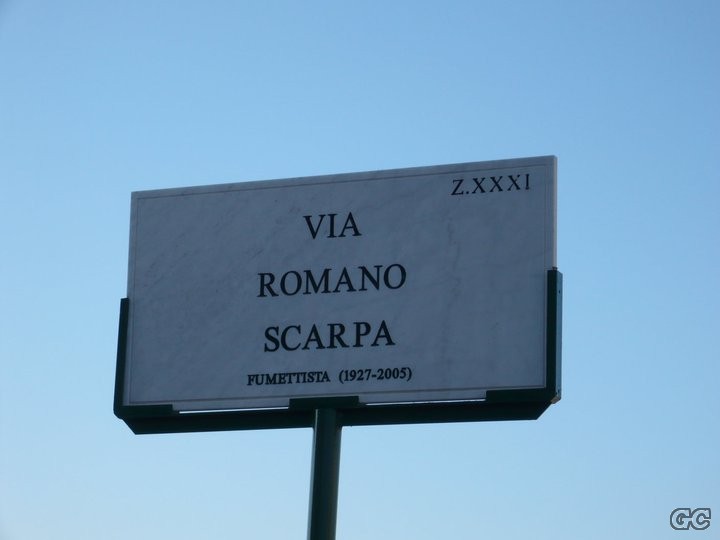 Z.XXXI
VIA
ROMANO
SCARPA
FUMETTISTA (1927-2005)
GC